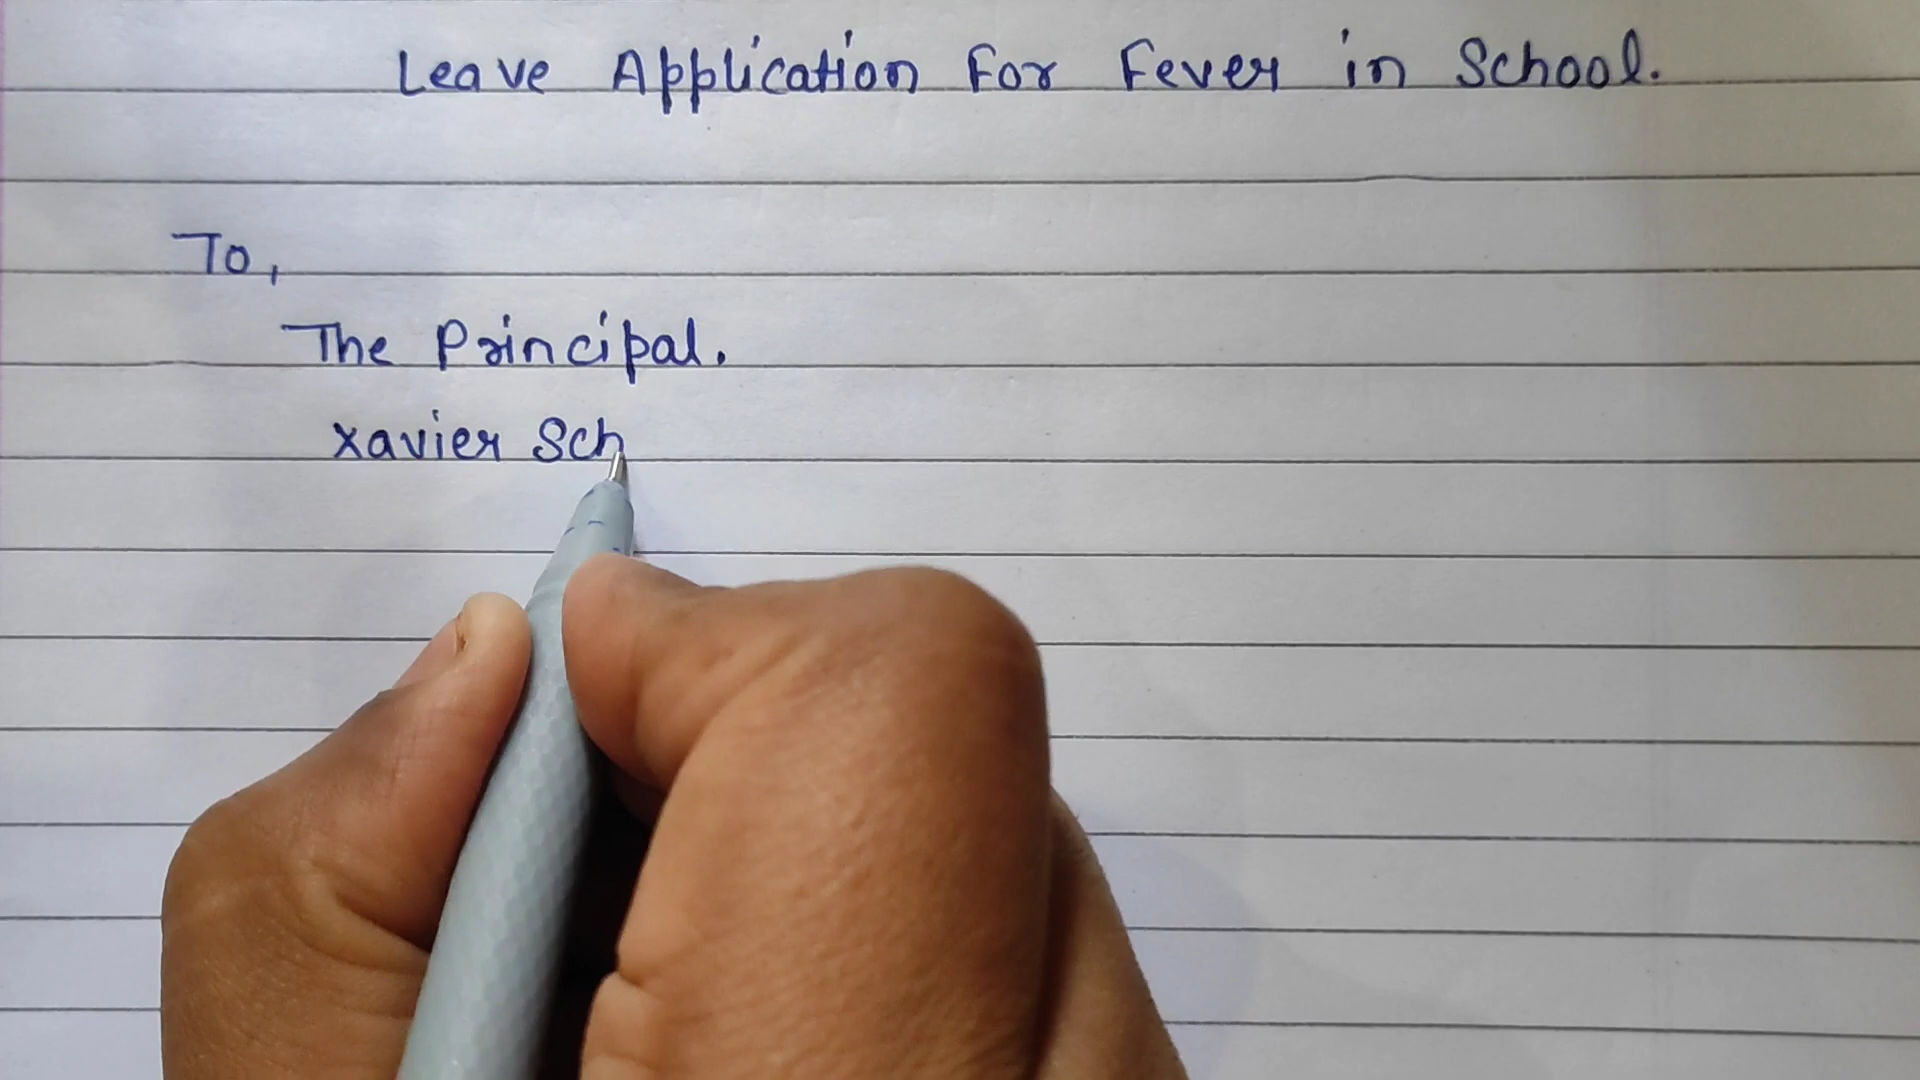 Leave Application For Fever in School.
To,
The Principal.
Xavier Sch